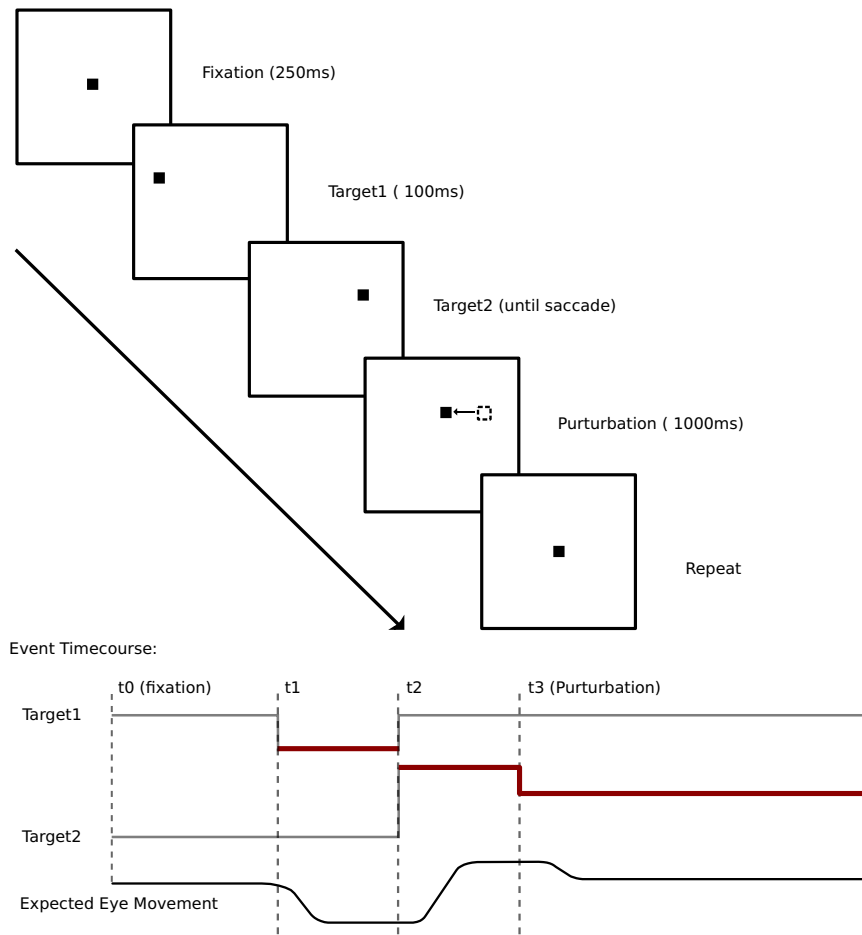 Fixation (250ms)
Target1 ( 100ms)
Target2 (until saccade)
Purturbation ( 1000ms)
Repeat
Event Timecourse:
t0 (fixation) t1 t2 t3 (Purturbation)
Target1
Target2
Expected Eye Movement